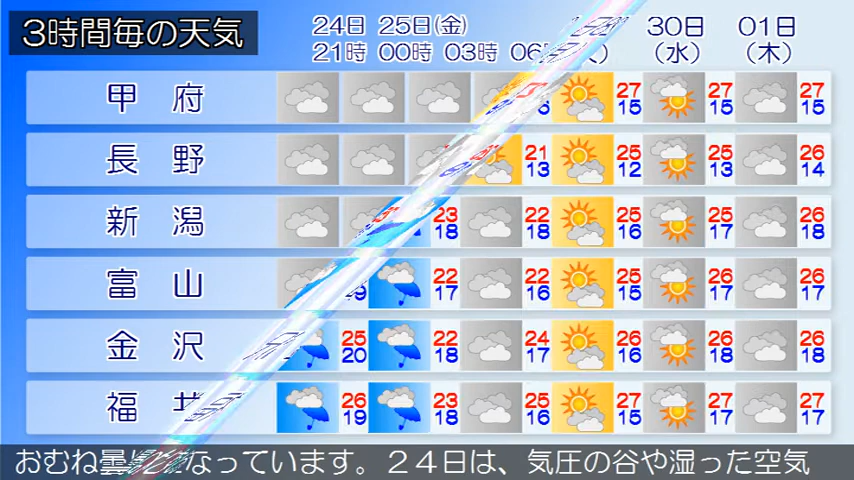 3時間毎の天気
24日 25日(金) 30日 01日
21時 00時 03時 (水) (木)
甲府 27 15 27 15 27 15
長野 21 13 25 12 25 13 26 14
新潟 23 18 22 18 25 16 25 17 26 18
富山 22 17 22 16 25 15 26 17 26 17
金沢 25 20 22 18 24 17 26 16 26 18 26 18
福井 26 19 23 18 25 16 27 15 27 17 27 17
おむね曇 なっています。24日は、気圧の谷や湿った空気